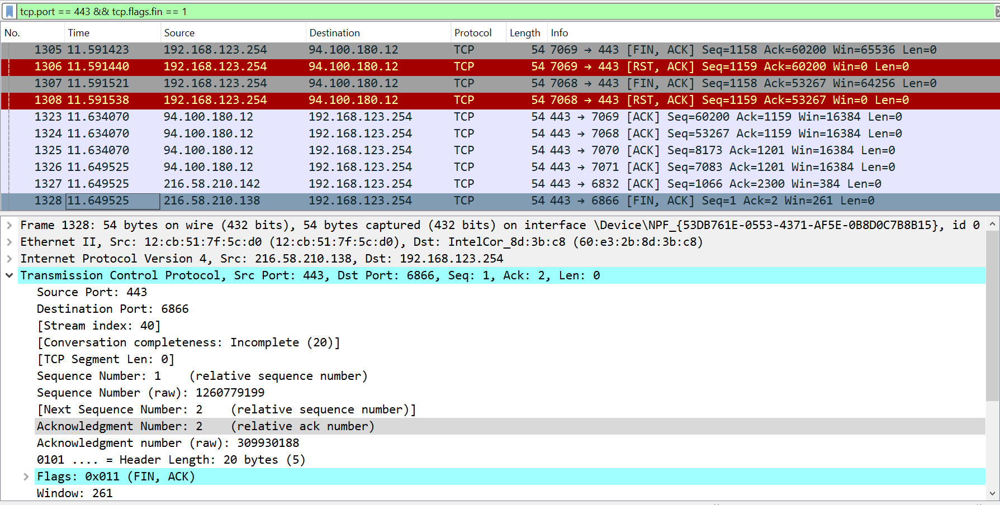 tcp.port == 443 && tcp.flags.fin == 1
No. Time Source Destination Protocol Length Info
1305 11.591423 192.168.123.254 94.100.180.12 TCP 54 7069 → 443 [FIN, ACK] Seq=1158 Ack=60200 Win=65536 Len=0
1306 11.591440 192.168.123.254 94.100.180.12 TCP 54 7069 → 443 [RST, ACK] Seq=1159 Ack=60200 Win=0 Len=0
1307 11.591521 192.168.123.254 94.100.180.12 TCP 54 7068 → 443 [FIN, ACK] Seq=1158 Ack=53267 Win=64256 Len=0
1308 11.591538 192.168.123.254 94.100.180.12 TCP 54 7068 → 443 [RST, ACK] Seq=1159 Ack=53267 Win=0 Len=0
1323 11.634070 94.100.180.12 192.168.123.254 TCP 54 443 → 7069 [ACK] Seq=60200 Ack=1159 Win=16384 Len=0
1324 11.634070 94.100.180.12 192.168.123.254 TCP 54 443 → 7068 [ACK] Seq=53267 Ack=1159 Win=16384 Len=0
1325 11.634070 94.100.180.12 192.168.123.254 TCP 54 443 → 7070 [ACK] Seq=8173 Ack=1201 Win=16384 Len=0
1326 11.649525 94.100.180.12 192.168.123.254 TCP 54 443 → 7071 [ACK] Seq=7083 Ack=1201 Win=16384 Len=0
1327 11.649525 216.58.210.142 192.168.123.254 TCP 54 443 → 6832 [ACK] Seq=1066 Ack=2300 Win=384 Len=0
1328 11.649525 216.58.210.138 192.168.123.254 TCP 54 443 → 6866 [FIN, ACK] Seq=1 Ack=2 Win=261 Len=0
Frame 1328: 54 bytes on wire (432 bits), 54 bytes captured (432 bits) on interface \Device\NPF_{53DB761E-0553-4371-AF5E-0B8D0C7B8B15}, id 0
Ethernet II, Src: 12:cb:51:7f:5c:d0 (12:cb:51:7f:5c:d0), Dst: IntelCor_8d:3b:c8 (60:e3:2b:8d:3b:c8)
Internet Protocol Version 4, Src: 216.58.210.138, Dst: 192.168.123.254
Transmission Control Protocol, Src Port: 443, Dst Port: 6866, Seq: 1, Ack: 2, Len: 0
Source Port: 443
Destination Port: 6866
[Stream index: 40]
[Conversation completeness: Incomplete (20)]
[TCP Segment Len: 0]
Sequence Number: 1 (relative sequence number)
Sequence Number (raw): 1260779199
[Next Sequence Number: 2 (relative sequence number)]
Acknowledgment Number: 2 (relative ack number)
Acknowledgment number (raw): 309930188
0101 .... = Header Length: 20 bytes (5)
Flags: 0x011 (FIN, ACK)
Window: 261